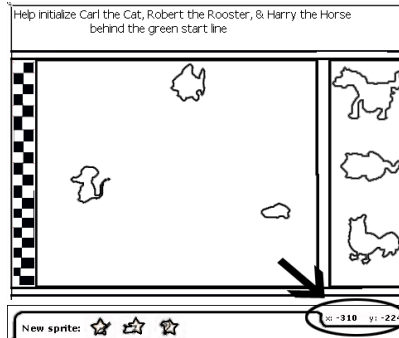 Help initialize Carl the Cat, Robert the Rooster, & Harry the Horse
behind the green start line
New sprite:
x: -310 y: -224